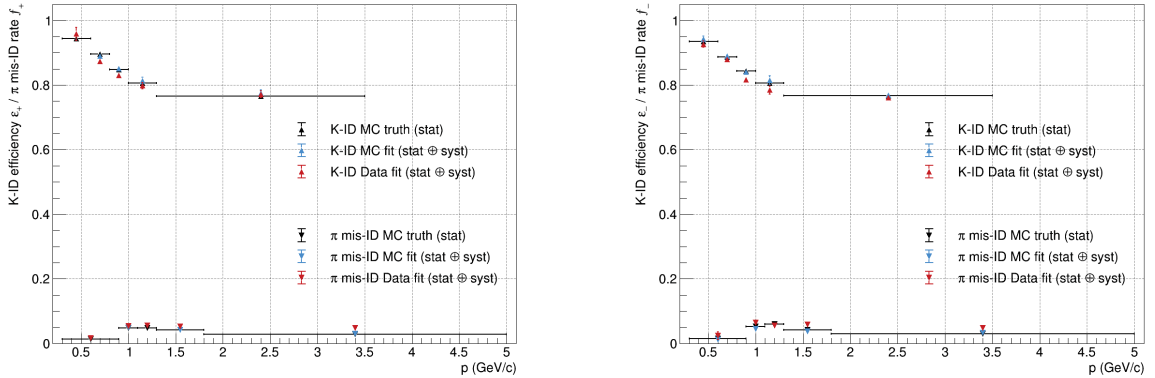 K-ID efficiency ε₊ / π mis-ID rate f₊
1
0.8
0.6
0.4
0.2
0
K-ID MC truth (stat)
K-ID MC fit (stat ⊕ syst)
K-ID Data fit (stat ⊕ syst)
π mis-ID MC truth (stat)
π mis-ID MC fit (stat ⊕ syst)
π mis-ID Data fit (stat ⊕ syst)
0.5 1 1.5 2 2.5 3 3.5 4 4.5 5
p (GeV/c)
K-ID efficiency ε₋ / π mis-ID rate f₋
1
0.8
0.6
0.4
0.2
0
K-ID MC truth (stat)
K-ID MC fit (stat ⊕ syst)
K-ID Data fit (stat ⊕ syst)
π mis-ID MC truth (stat)
π mis-ID MC fit (stat ⊕ syst)
π mis-ID Data fit (stat ⊕ syst)
0.5 1 1.5 2 2.5 3 3.5 4 4.5 5
p (GeV/c)